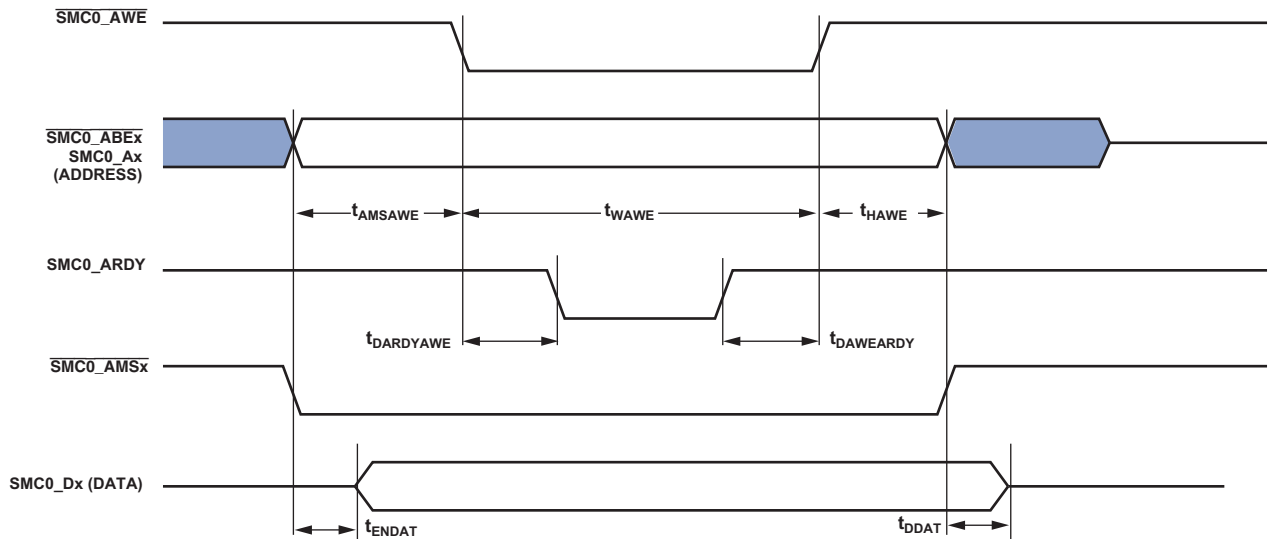 SMC0_AWE
SMC0_ABEx
SMC0_Ax
(ADDRESS)
tAMSAWE
tWAWE
tHAWE
SMC0_ARDY
tDARDYAWE
tDAWEARDY
SMC0_AMSx
SMC0_Dx (DATA)
tENDAT
tDDAT